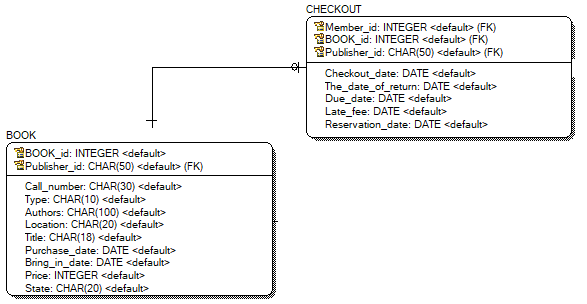 CHECKOUT
Member_id: INTEGER <default> (FK)
BOOK_id: INTEGER <default> (FK)
Publisher_id: CHAR(50) <default> (FK)
Checkout_date: DATE <default>
The_date_of_return: DATE <default>
Due_date: DATE <default>
Late_fee: DATE <default>
Reservation_date: DATE <default>
BOOK
BOOK_id: INTEGER <default>
Publisher_id: CHAR(50) <default> (FK)
Call_number: CHAR(30) <default>
Type: CHAR(10) <default>
Authors: CHAR(100) <default>
Location: CHAR(20) <default>
Title: CHAR(18) <default>
Purchase_date: DATE <default>
Bring_in_date: DATE <default>
Price: INTEGER <default>
State: CHAR(20) <default>